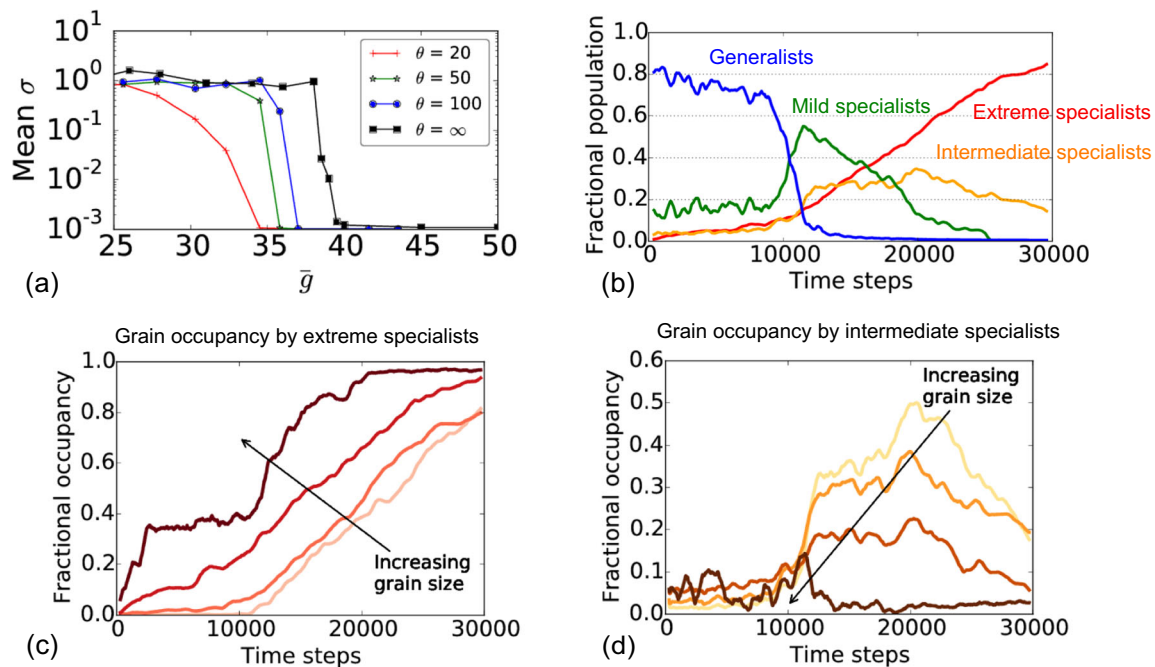 10^1
10^0
10^-1
10^-2
10^-3
Mean σ
θ = 20
θ = 50
θ = 100
θ = ∞
25 30 35 40 45 50
ḡ
(a)
1.0
0.8
0.6
0.4
0.2
0.0
Fractional population
Generalists
Mild specialists
Extreme specialists
Intermediate specialists
0 10000 20000 30000
Time steps
(b)
Grain occupancy by extreme specialists
1.0
0.8
0.6
0.4
0.2
0.0
Fractional occupancy
Increasing
grain size
0 10000 20000 30000
Time steps
(c)
Grain occupancy by intermediate specialists
0.6
0.5
0.4
0.3
0.2
0.1
0.0
Fractional occupancy
Increasing
grain size
0 10000 20000 30000
Time steps
(d)